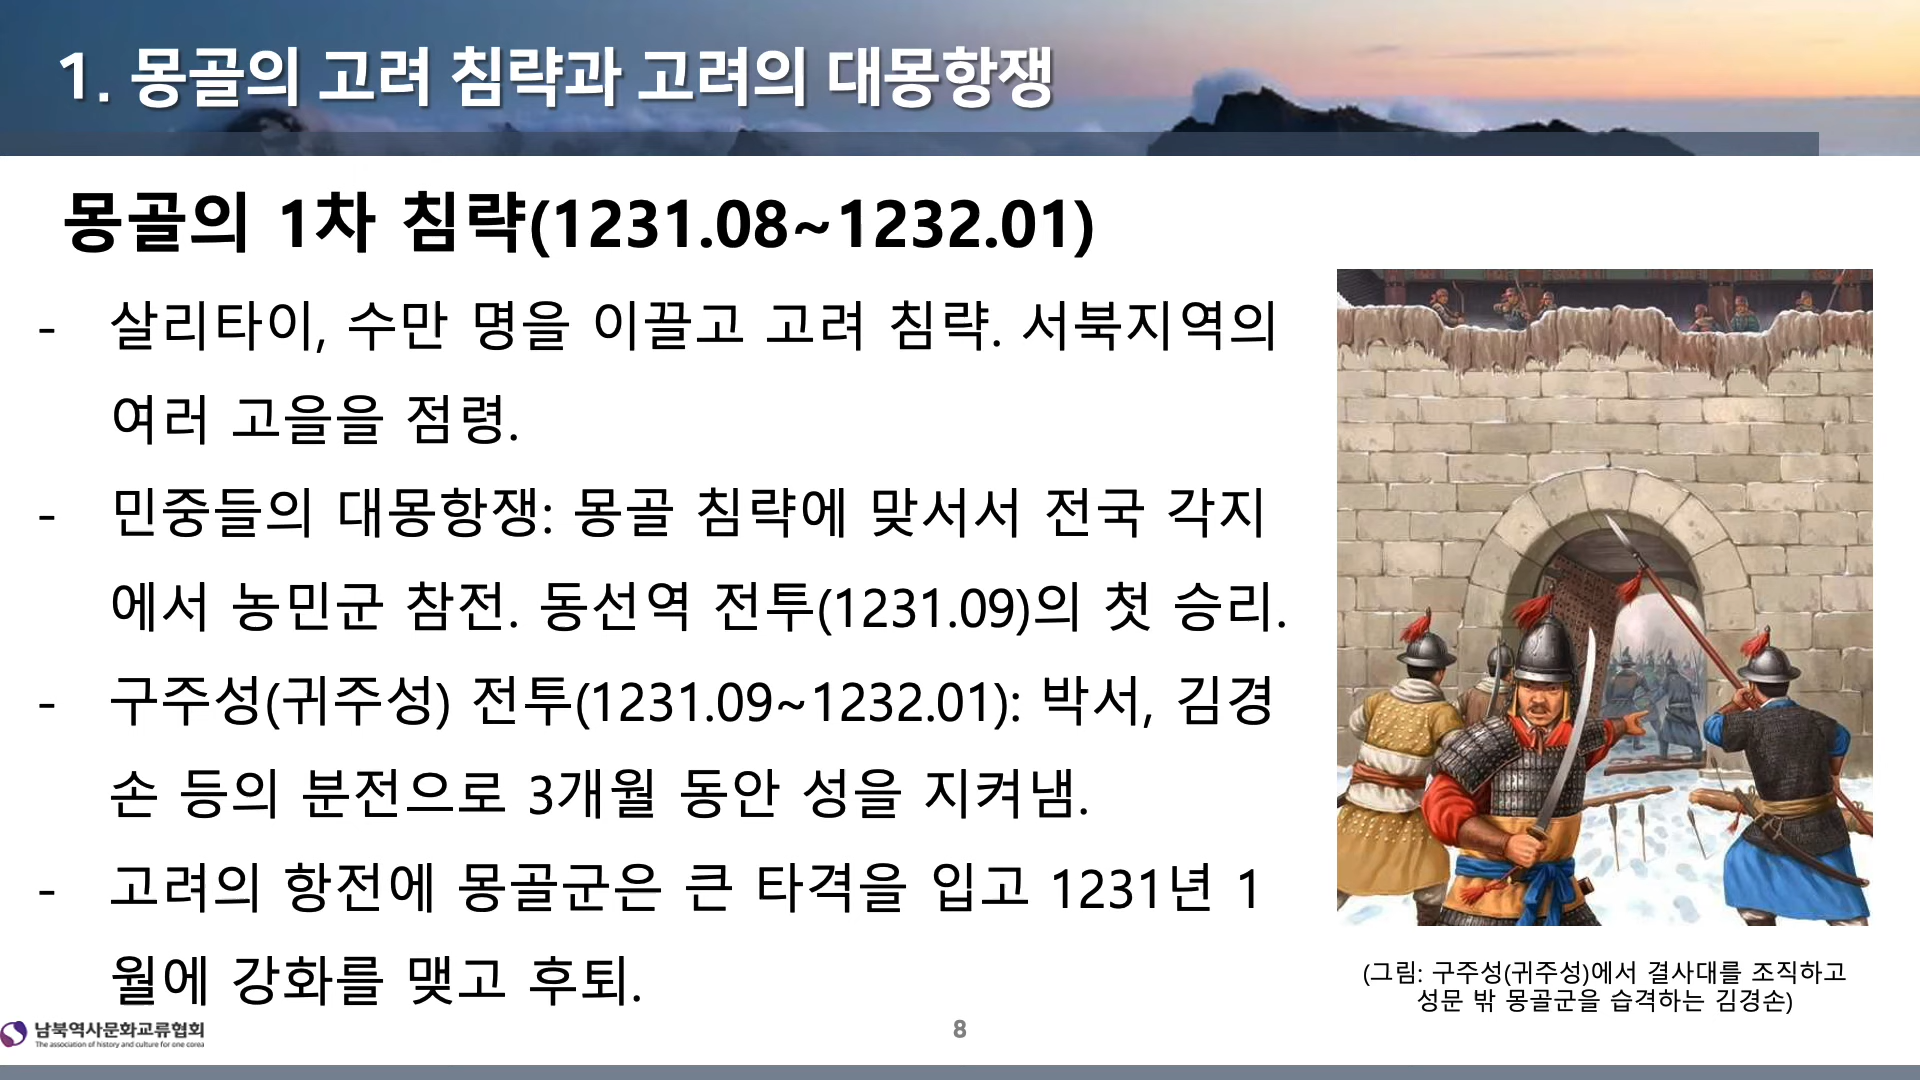 1. 몽골의 고려 침략과 고려의 대몽항쟁
몽골의 1차 침략(1231.08~1232.01)
- 살리타이, 수만 명을 이끌고 고려 침략. 서북지역의
여러 고을을 점령.
- 민중들의 대몽항쟁: 몽골 침략에 맞서서 전국 각지
에서 농민군 참전. 동선역 전투(1231.09)의 첫 승리.
- 구주성(귀주성) 전투(1231.09~1232.01): 박서, 김경
손 등의 분전으로 3개월 동안 성을 지켜냄.
- 고려의 항전에 몽골군은 큰 타격을 입고 1231년 1
월에 강화를 맺고 후퇴.
(그림: 구주성(귀주성)에서 결사대를 조직하고
성문 밖 몽골군을 습격하는 김경손)
남북역사문화교류협회
The association of history and culture for one corea
8